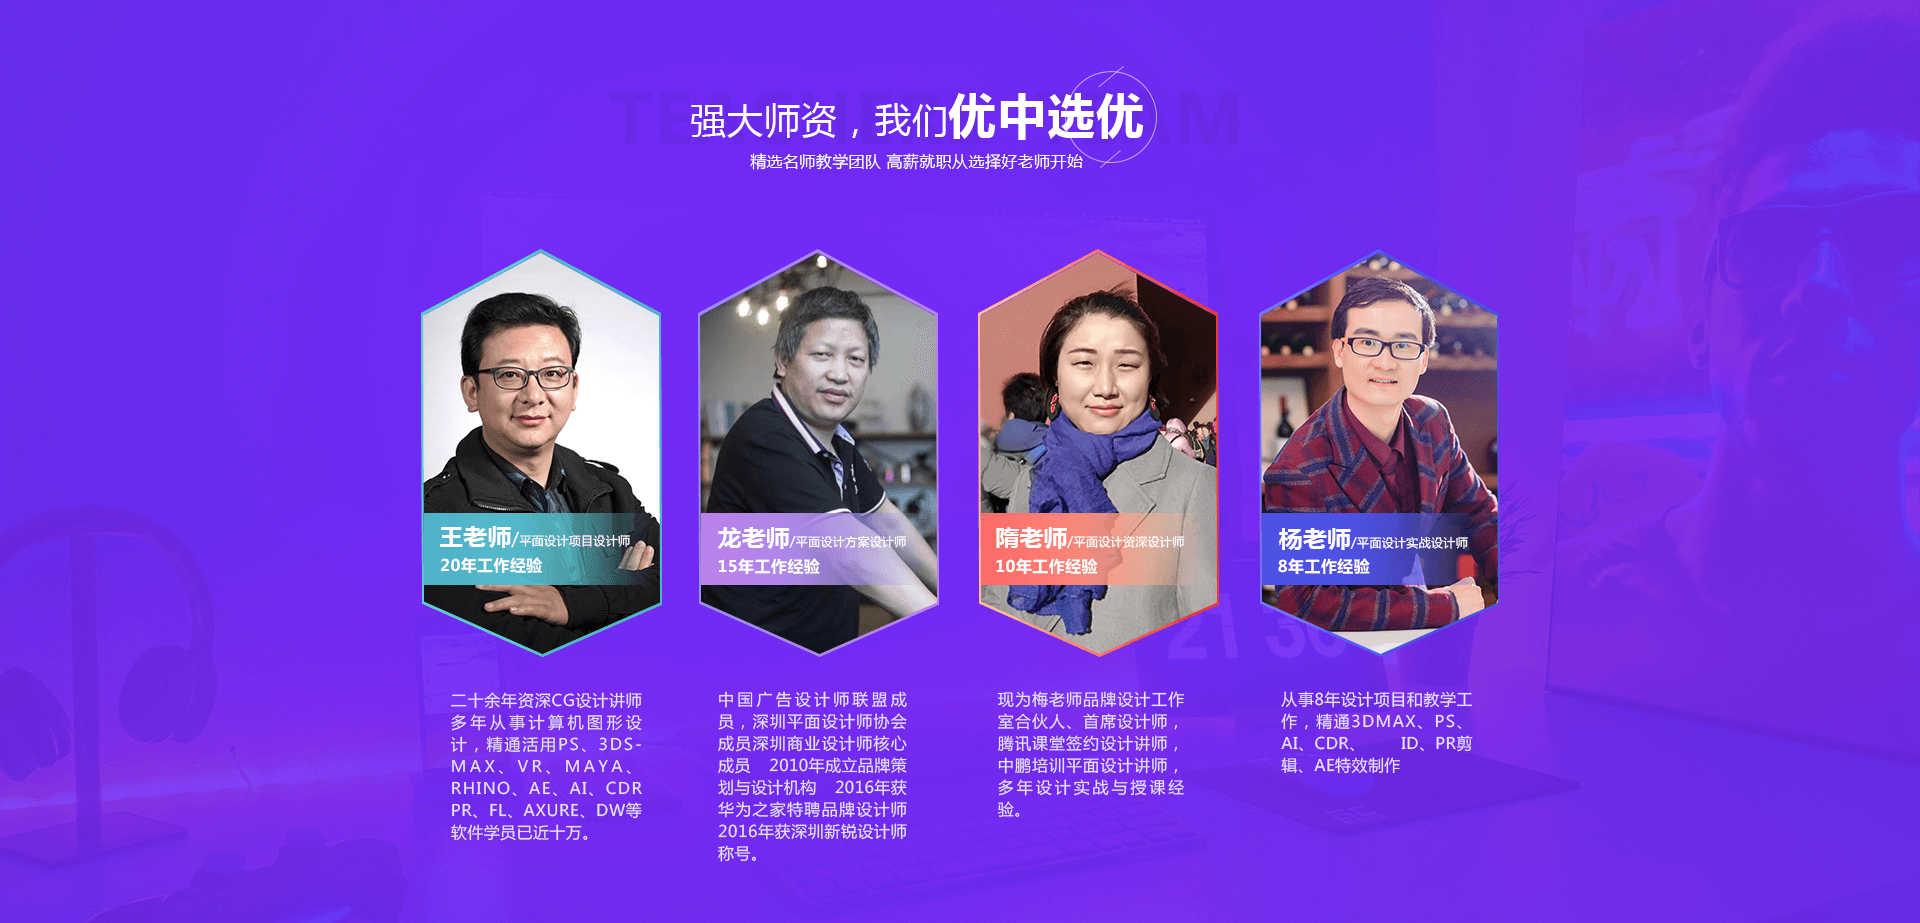 TEACHER TEAM
强大师资，我们优中选优
精选名师教学团队 高薪就职从选择好老师开始
王老师/平面设计项目设计师
20年工作经验
龙老师/平面设计方案设计师
15年工作经验
隋老师/平面设计资深设计师
10年工作经验
杨老师/平面设计实战设计师
8年工作经验
21 30
二十余年资深CG设计讲师
多年从事计算机图形设
计，精通活用PS、3DS-
MAX、VR、MAYA、
RHINO、AE、AI、CDR
PR、FL、AXURE、DW等
软件学员已近十万。
中国广告设计师联盟成
员，深圳平面设计师协会
成员深圳商业设计师核心
成员 2010年成立品牌策
划与设计机构 2016年获
华为之家特聘品牌设计师
2016年获深圳新锐设计师
称号。
现为梅老师品牌设计工作
室合伙人、首席设计师，
腾讯课堂签约设计讲师，
中鹏培训平面设计讲师，
多年设计实战与授课经
验。
从事8年设计项目和教学工
作，精通3DMAX、PS、
AI、CDR、 ID、PR剪
辑、AE特效制作